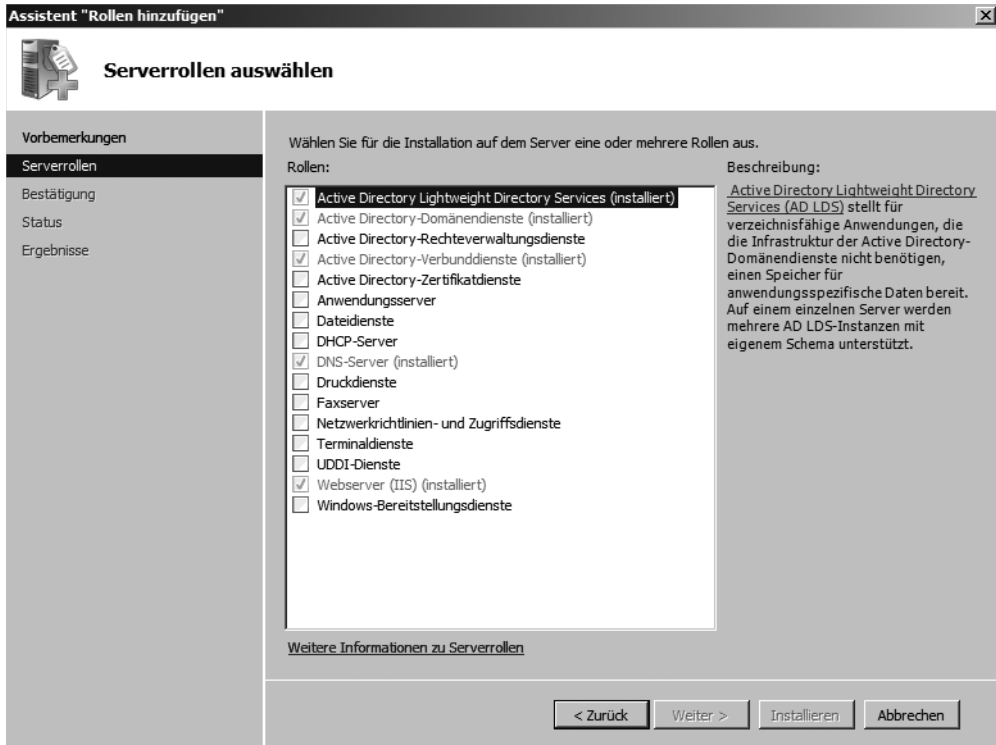 Assistent "Rollen hinzufügen"
Serverrollen auswählen
Vorbemerkungen
Serverrollen
Bestätigung
Status
Ergebnisse
Wählen Sie für die Installation auf dem Server eine oder mehrere Rollen aus.
Rollen:
Active Directory Lightweight Directory Services (installiert)
Active Directory-Domänendienste (installiert)
Active Directory-Rechteverwaltungsdienste
Active Directory-Verbunddienste (installiert)
Active Directory-Zertifikatdienste
Anwendungsserver
Dateidienste
DHCP-Server
DNS-Server (installiert)
Druckdienste
Faxserver
Netzwerkrichtlinien- und Zugriffsdienste
Terminaldienste
UDDI-Dienste
Webserver (IIS) (installiert)
Windows-Bereitstellungsdienste
Weitere Informationen zu Serverrollen
Beschreibung:
Active Directory Lightweight Directory
Services (AD LDS) stellt für
verzeichnisfähige Anwendungen, die
die Infrastruktur der Active Directory-
Domänendienste nicht benötigen,
einen Speicher für
anwendungsspezifische Daten bereit.
Auf einem einzelnen Server werden
mehrere AD LDS-Instanzen mit
eigenem Schema unterstützt.
< Zurück
Weiter >
Installieren
Abbrechen